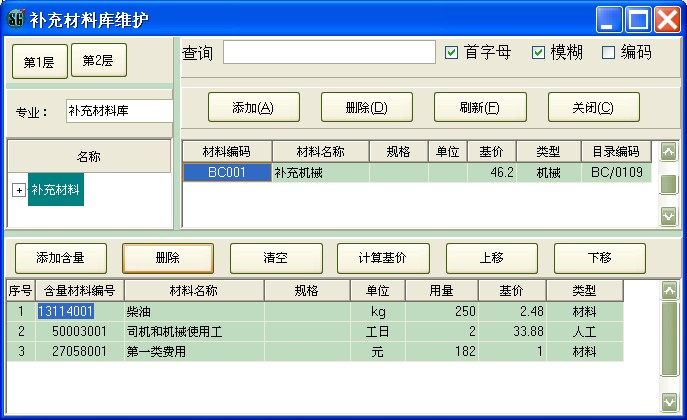 补充材料库维护
第1层 第2层
查询 首字母 模糊 编码
专业： 补充材料库
添加(A) 删除(D) 刷新(F) 关闭(C)
名称
补充材料
材料编码 材料名称 规格 单位 基价 类型 目录编码
BC001 补充机械 46.2 机械 BC/0109
添加含量 删除 清空 计算基价 上移 下移
序号 含量材料编号 材料名称 规格 单位 用量 基价 类型
1 13114001 柴油 kg 250 2.48 材料
2 50003001 司机和机械使用工 工日 2 33.88 人工
3 27058001 第一类费用 元 182 1 材料